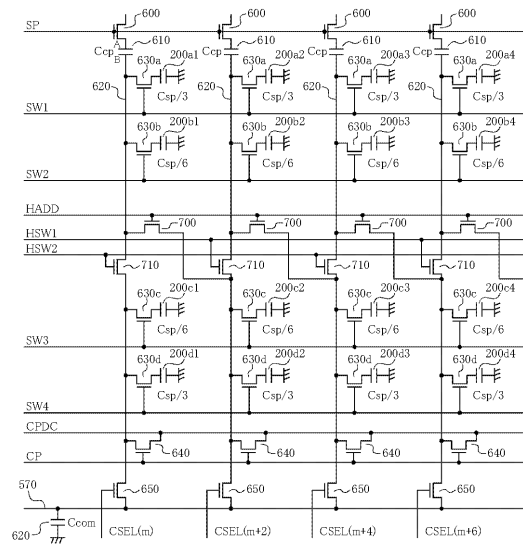 600 600 600 600
SP
A 610 610 610 610
Ccp B Ccp Ccp Ccp
630a 200a1 630a 200a2 630a 200a3 630a 200a4
620 Csp/3 620 Csp/3 620 Csp/3 620 Csp/3
SW1
630b 200b1 630b 200b2 630b 200b3 630b 200b4
Csp/6 Csp/6 Csp/6 Csp/6
SW2
HADD
700 700 700 700
HSW1
HSW2
710 710 710 710
630c 200c1 630c 200c2 630c 200c3 630c 200c4
Csp/6 Csp/6 Csp/6 Csp/6
SW3
630d 200d1 630d 200d2 630d 200d3 630d 200d4
Csp/3 Csp/3 Csp/3 Csp/3
SW4
CPDC
640 640 640 640
CP
570 650 650 650 650
Ccom
620 CSEL(m) CSEL(m+2) CSEL(m+4) CSEL(m+6)